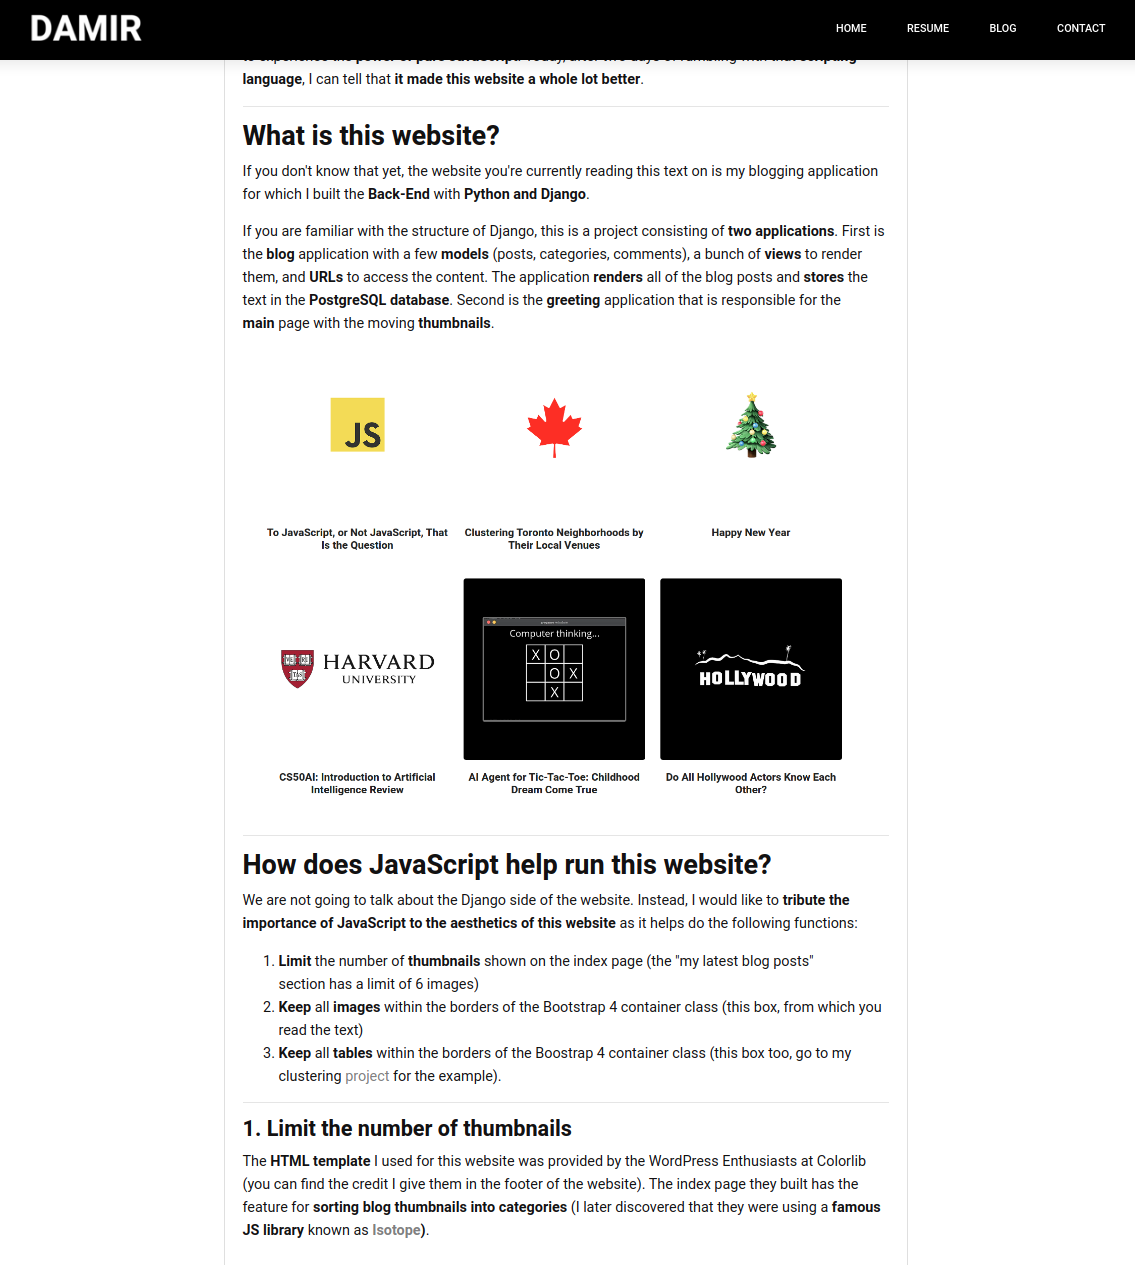 DAMIR
HOME RESUME BLOG CONTACT
language, I can tell that it made this website a whole lot better.
What is this website?
If you don't know that yet, the website you're currently reading this text on is my blogging application
for which I built the Back-End with Python and Django.
If you are familiar with the structure of Django, this is a project consisting of two applications. First is
the blog application with a few models (posts, categories, comments), a bunch of views to render
them, and URLs to access the content. The application renders all of the blog posts and stores the
text in the PostgreSQL database. Second is the greeting application that is responsible for the
main page with the moving thumbnails.
JS
To JavaScript, or Not JavaScript, That
Is the Question
Clustering Toronto Neighborhoods by
Their Local Venues
Happy New Year
VE RI TAS
HARVARD
UNIVERSITY
Computer thinking...
X O
O X
X
HOLLYWOOD
CS50AI: Introduction to Artificial
Intelligence Review
AI Agent for Tic-Tac-Toe: Childhood
Dream Come True
Do All Hollywood Actors Know Each
Other?
How does JavaScript help run this website?
We are not going to talk about the Django side of the website. Instead, I would like to tribute the
importance of JavaScript to the aesthetics of this website as it helps do the following functions:
1. Limit the number of thumbnails shown on the index page (the "my latest blog posts"
section has a limit of 6 images)
2. Keep all images within the borders of the Bootstrap 4 container class (this box, from which you
read the text)
3. Keep all tables within the borders of the Boostrap 4 container class (this box too, go to my
clustering project for the example).
1. Limit the number of thumbnails
The HTML template I used for this website was provided by the WordPress Enthusiasts at Colorlib
(you can find the credit I give them in the footer of the website). The index page they built has the
feature for sorting blog thumbnails into categories (I later discovered that they were using a famous
JS library known as Isotope).